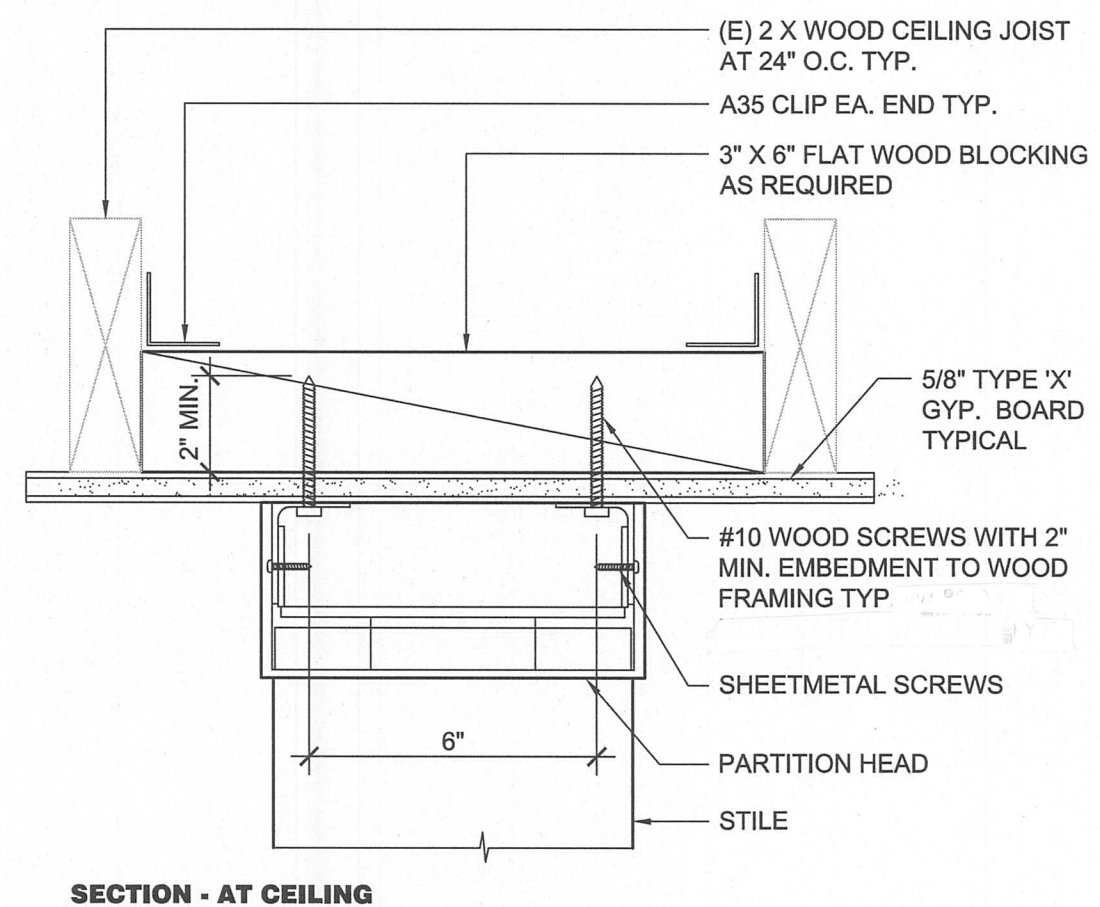 (E) 2 X WOOD CEILING JOIST
AT 24" O.C. TYP.
A35 CLIP EA. END TYP.
3" X 6" FLAT WOOD BLOCKING
AS REQUIRED
2" MIN.
5/8" TYPE 'X'
GYP. BOARD
TYPICAL
#10 WOOD SCREWS WITH 2"
MIN. EMBEDMENT TO WOOD
FRAMING TYP
SHEETMETAL SCREWS
6"
PARTITION HEAD
STILE
SECTION - AT CEILING